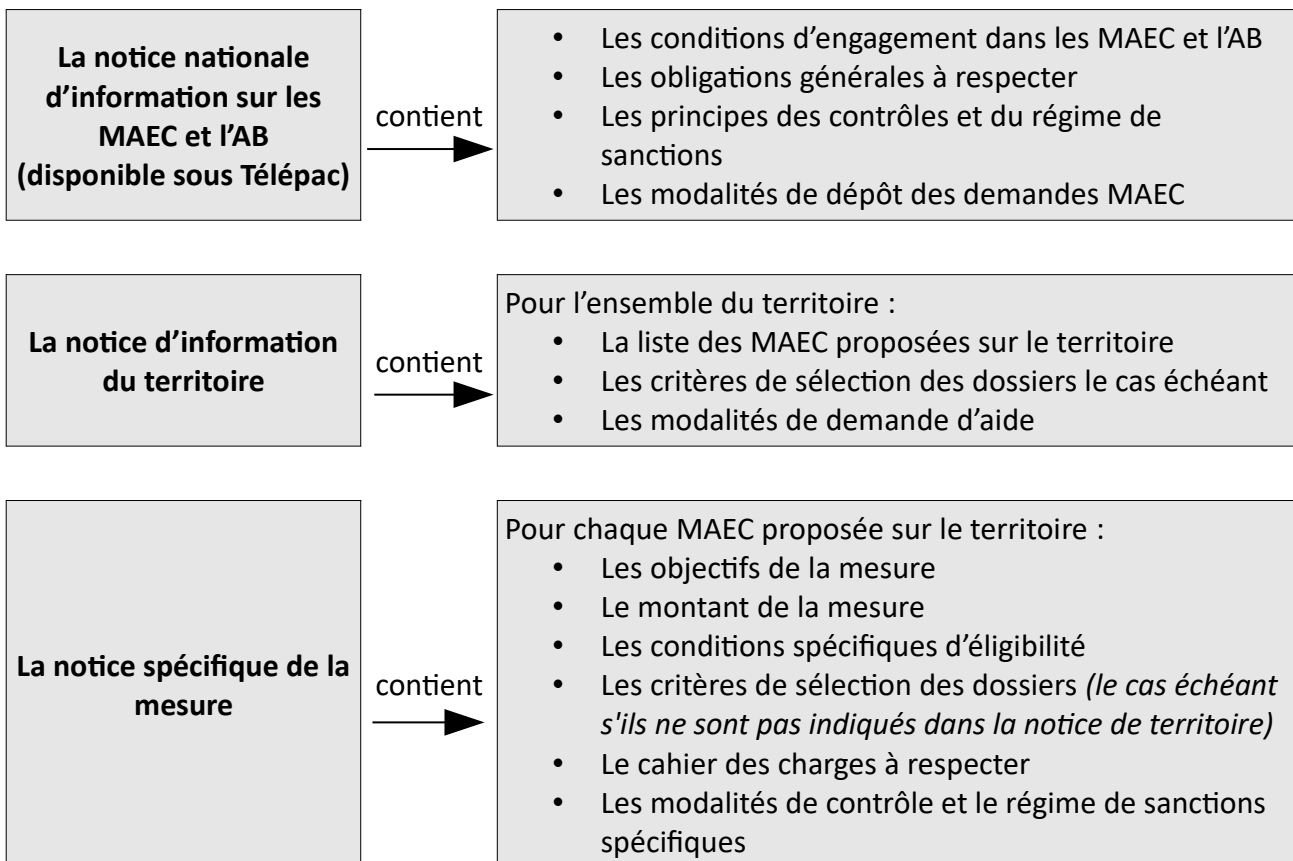 La notice nationale
d’information sur les
MAEC et l’AB
(disponible sous Télépac)
contient
• Les conditions d’engagement dans les MAEC et l’AB
• Les obligations générales à respecter
• Les principes des contrôles et du régime de
sanctions
• Les modalités de dépôt des demandes MAEC
La notice d’information
du territoire
contient
Pour l’ensemble du territoire :
• La liste des MAEC proposées sur le territoire
• Les critères de sélection des dossiers le cas échéant
• Les modalités de demande d’aide
La notice spécifique de la
mesure
contient
Pour chaque MAEC proposée sur le territoire :
• Les objectifs de la mesure
• Le montant de la mesure
• Les conditions spécifiques d’éligibilité
• Les critères de sélection des dossiers (le cas échéant
s'ils ne sont pas indiqués dans la notice de territoire)
• Le cahier des charges à respecter
• Les modalités de contrôle et le régime de sanctions
spécifiques